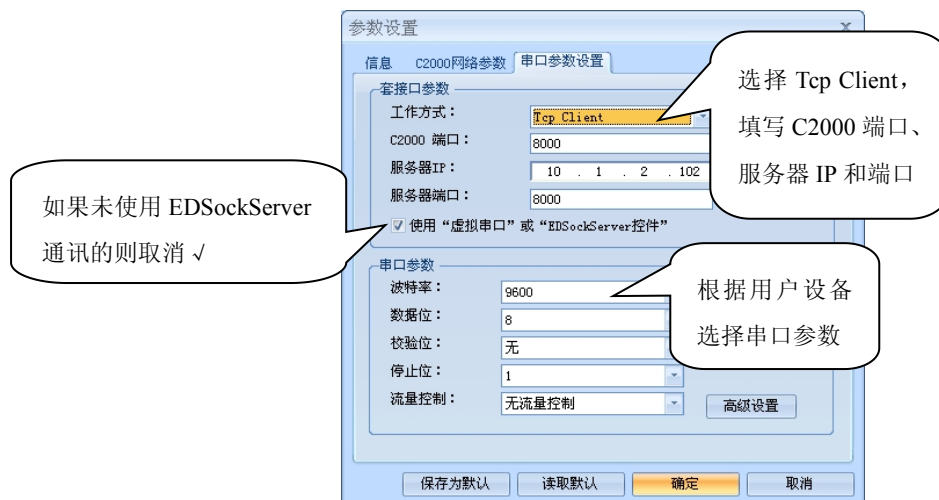 参数设置
x
信息 C2000网络参数 串口参数设置
套接口参数
工作方式： Tcp Client
C2000 端口： 8000
服务器IP： 10 . 1 . 2 . 102
服务器端口： 8000
使用“虚拟串口”或“EDSockServer控件”
选择 Tcp Client，
填写 C2000 端口、
服务器 IP 和端口
如果未使用 EDSockServer
通讯的则取消 √
串口参数
波特率： 9600
数据位： 8
校验位： 无
停止位： 1
流量控制： 无流量控制
高级设置
根据用户设备
选择串口参数
保存为默认 读取默认 确定 取消